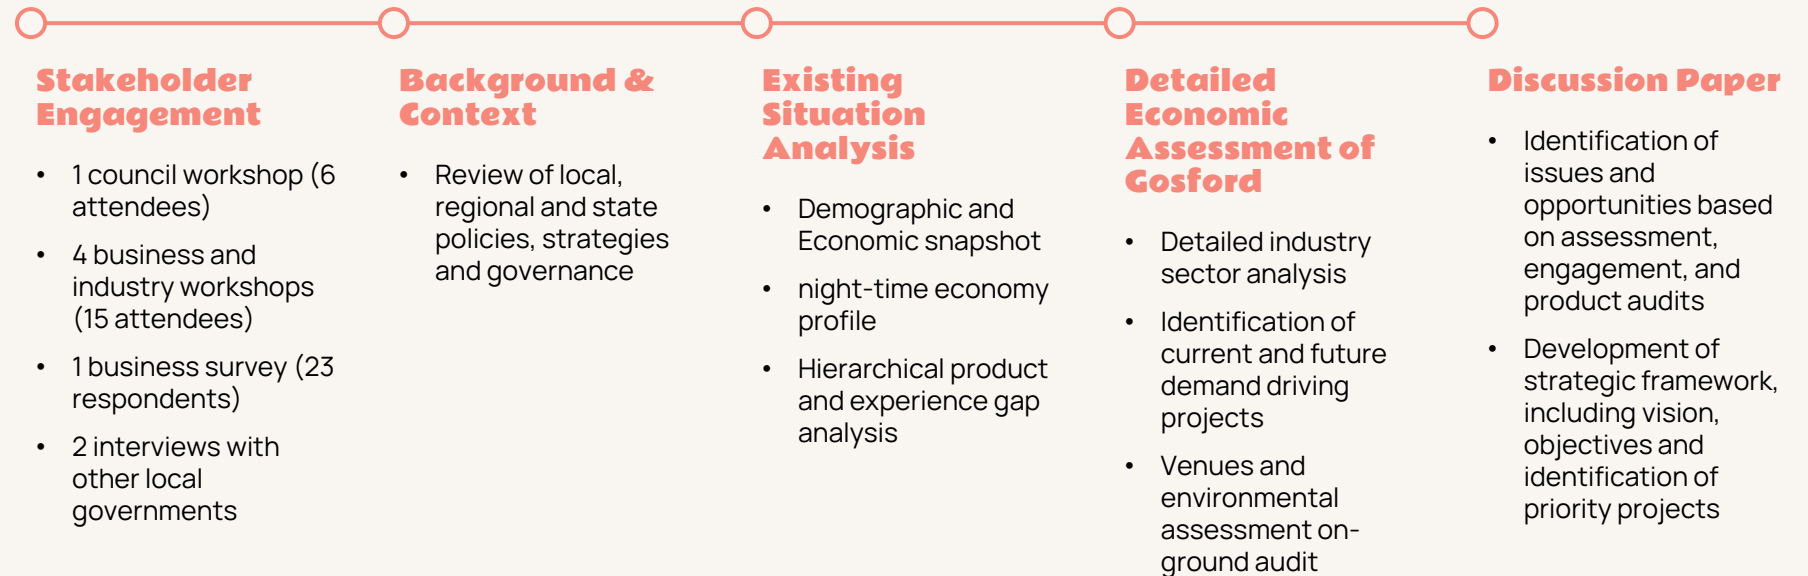 Stakeholder
Engagement
• 1 council workshop (6
attendees)
• 4 business and
industry workshops
(15 attendees)
• 1 business survey (23
respondents)
• 2 interviews with
other local
governments
Background &
Context
• Review of local,
regional and state
policies, strategies
and governance
Existing
Situation
Analysis
• Demographic and
Economic snapshot
• night-time economy
profile
• Hierarchical product
and experience gap
analysis
Detailed
Economic
Assessment of
Gosford
• Detailed industry
sector analysis
• Identification of
current and future
demand driving
projects
• Venues and
environmental
assessment on-
ground audit
Discussion Paper
• Identification of
issues and
opportunities based
on assessment,
engagement, and
product audits
• Development of
strategic framework,
including vision,
objectives and
identification of
priority projects